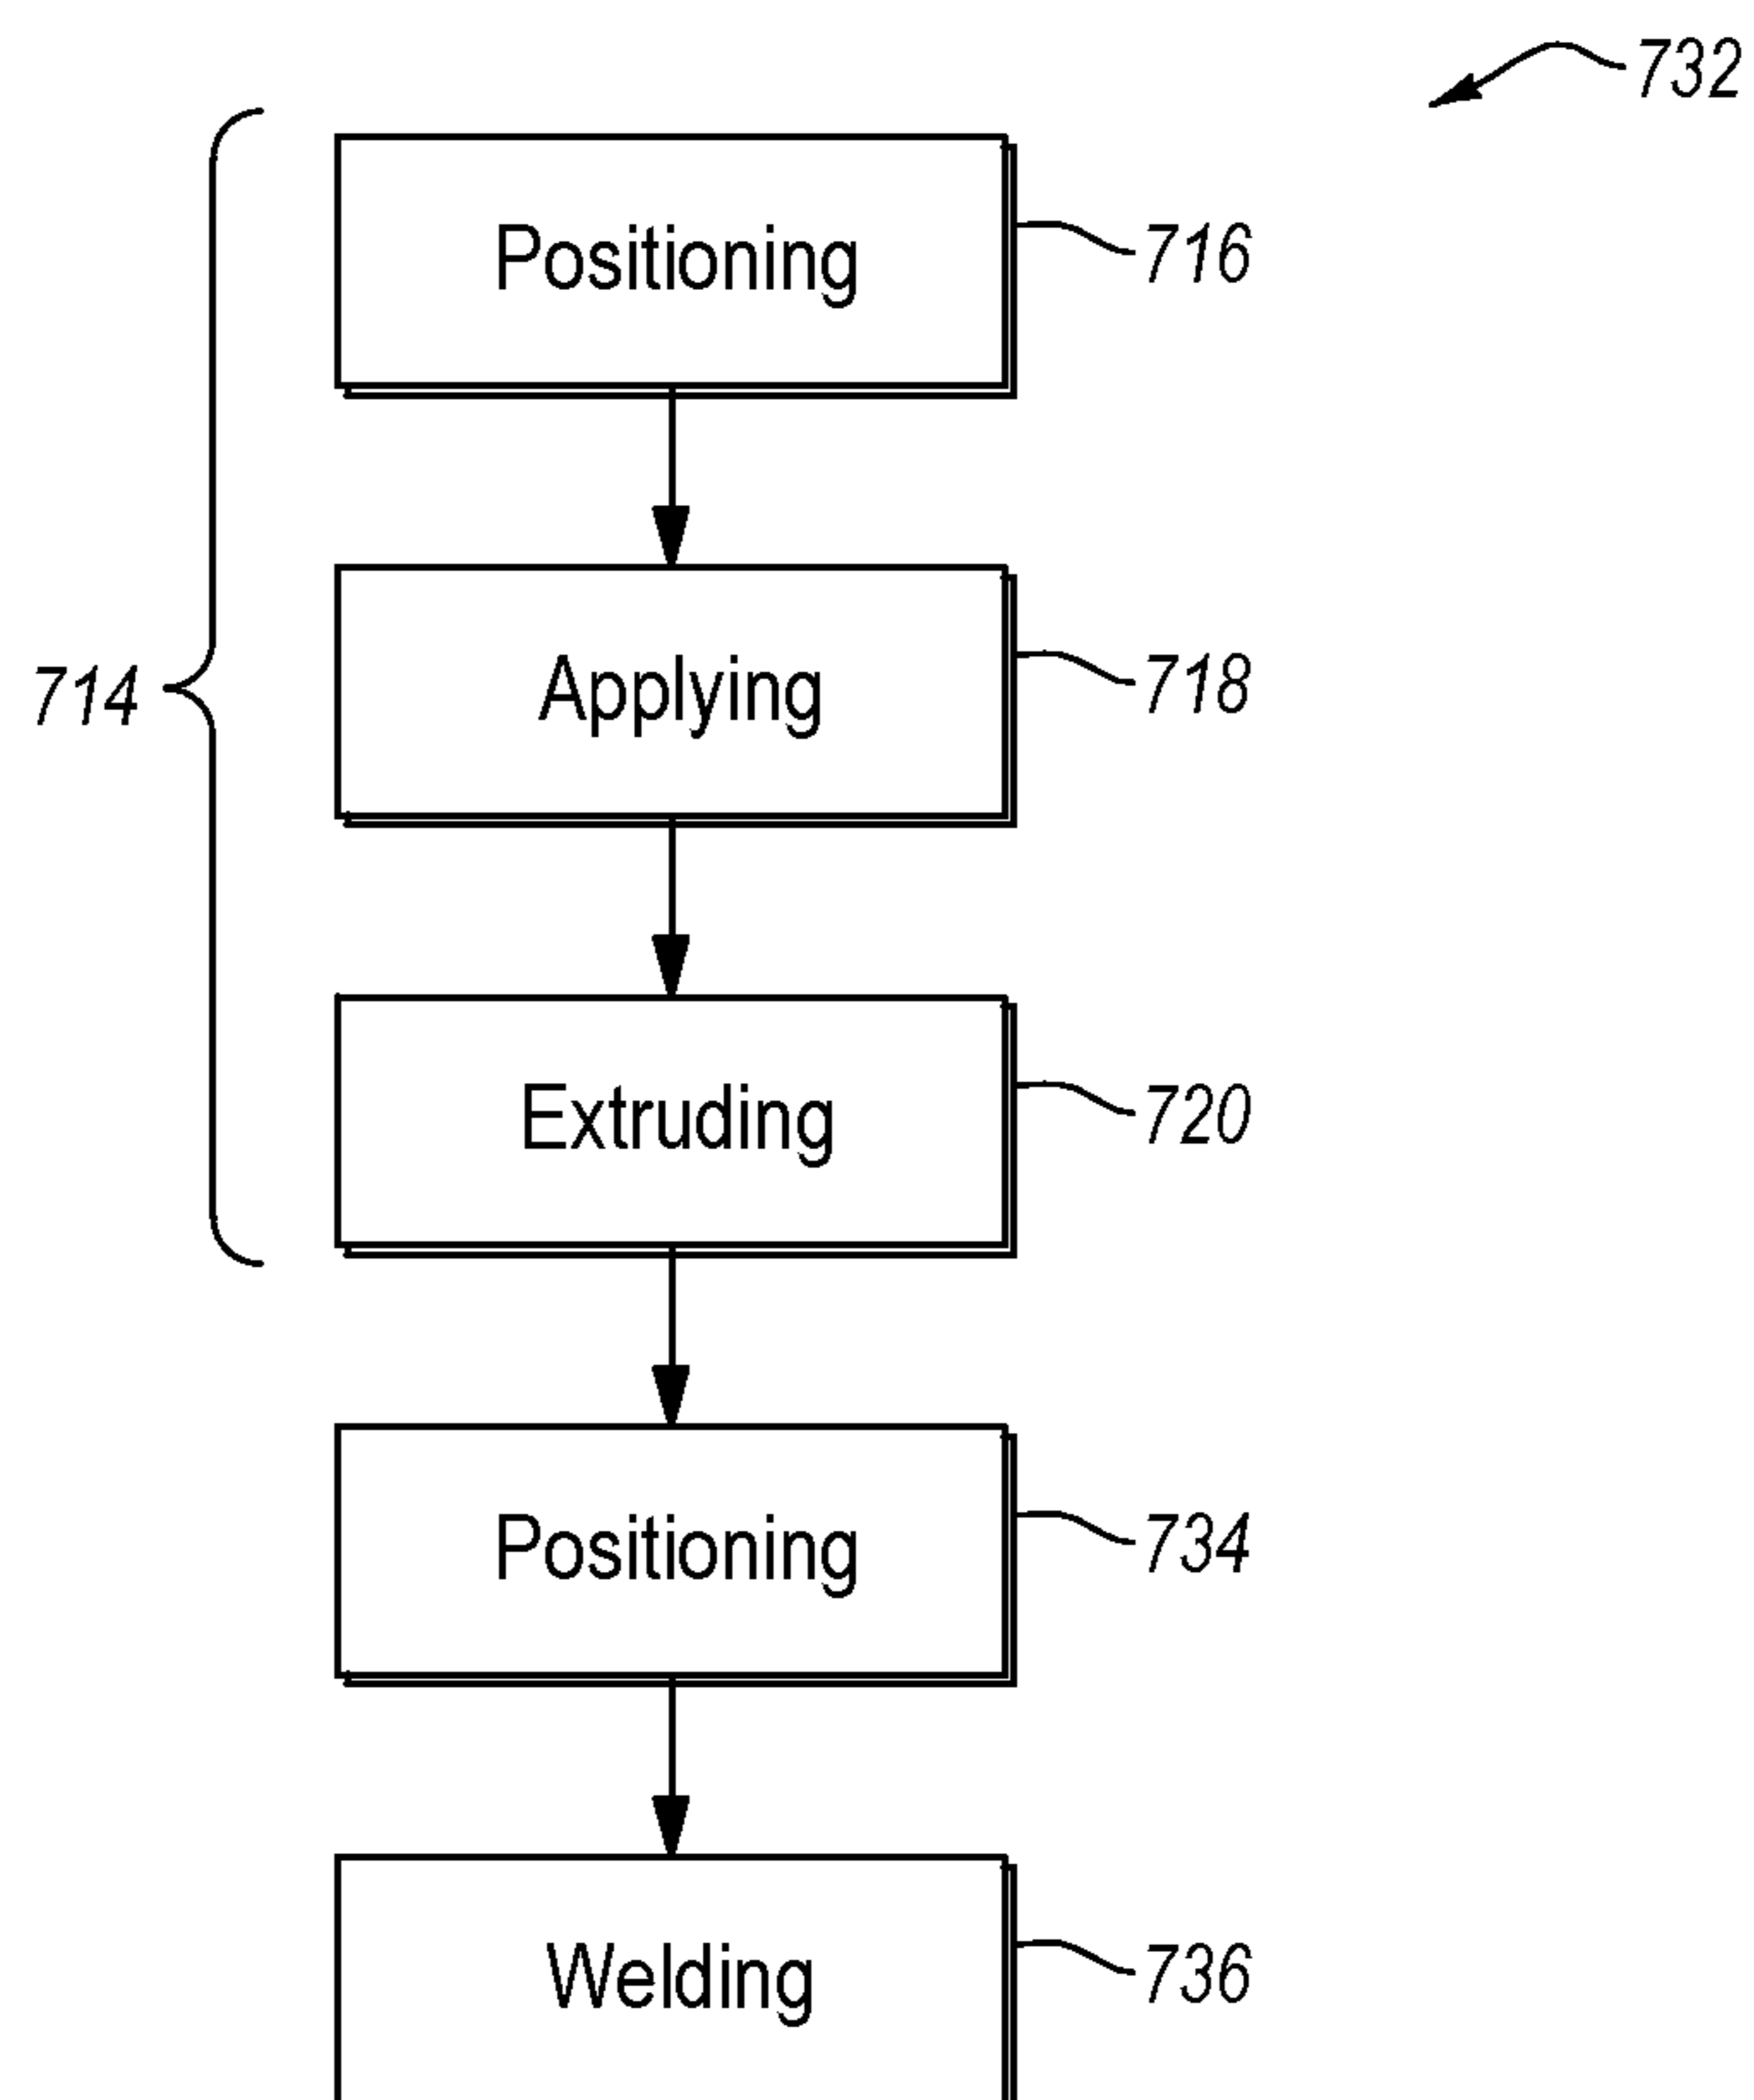 732
Positioning
716
714
Applying
718
Extruding
720
Positioning
734
Welding
736